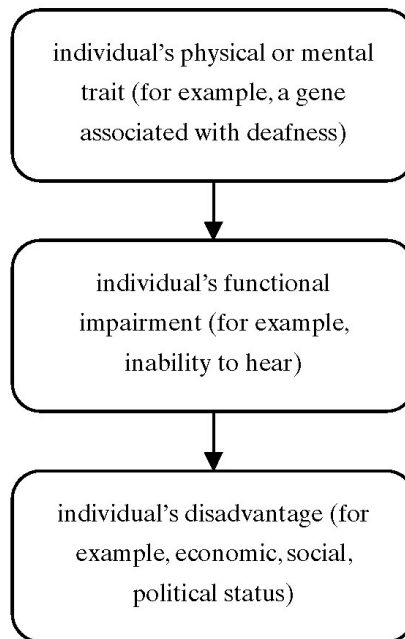 individual’s physical or mental
trait (for example, a gene
associated with deafness)
individual’s functional
impairment (for example,
inability to hear)
individual’s disadvantage (for
example, economic, social,
political status)